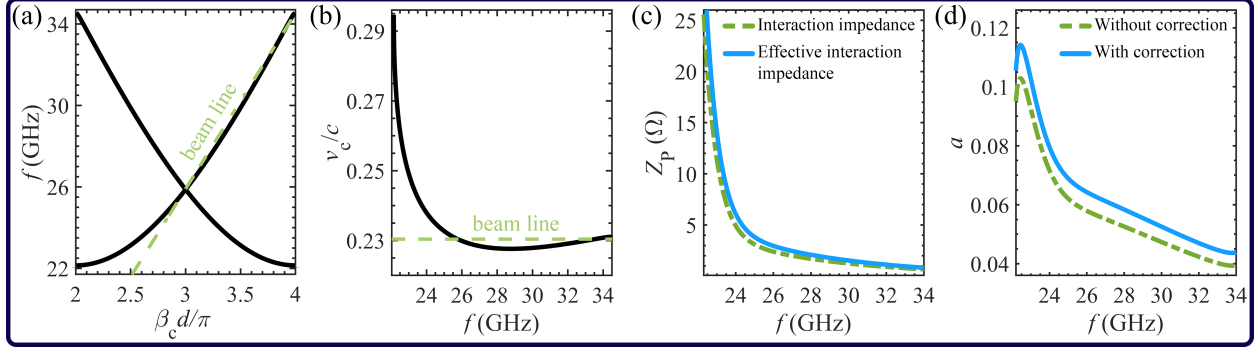 (a)
34
30
26
22
f (GHz)
beam line
2
2.5
3
3.5
4
β_c d/π
(b)
0.29
0.27
0.25
0.23
v_c/c
beam line
24
26
28
30
32
34
f (GHz)
(c)
25
20
15
10
5
Z_P (Ω)
Interaction impedance
Effective interaction
impedance
24
26
28
30
32
34
f (GHz)
(d)
0.12
0.1
0.08
0.06
0.04
a
Without correction
With correction
24
26
28
30
32
34
f (GHz)